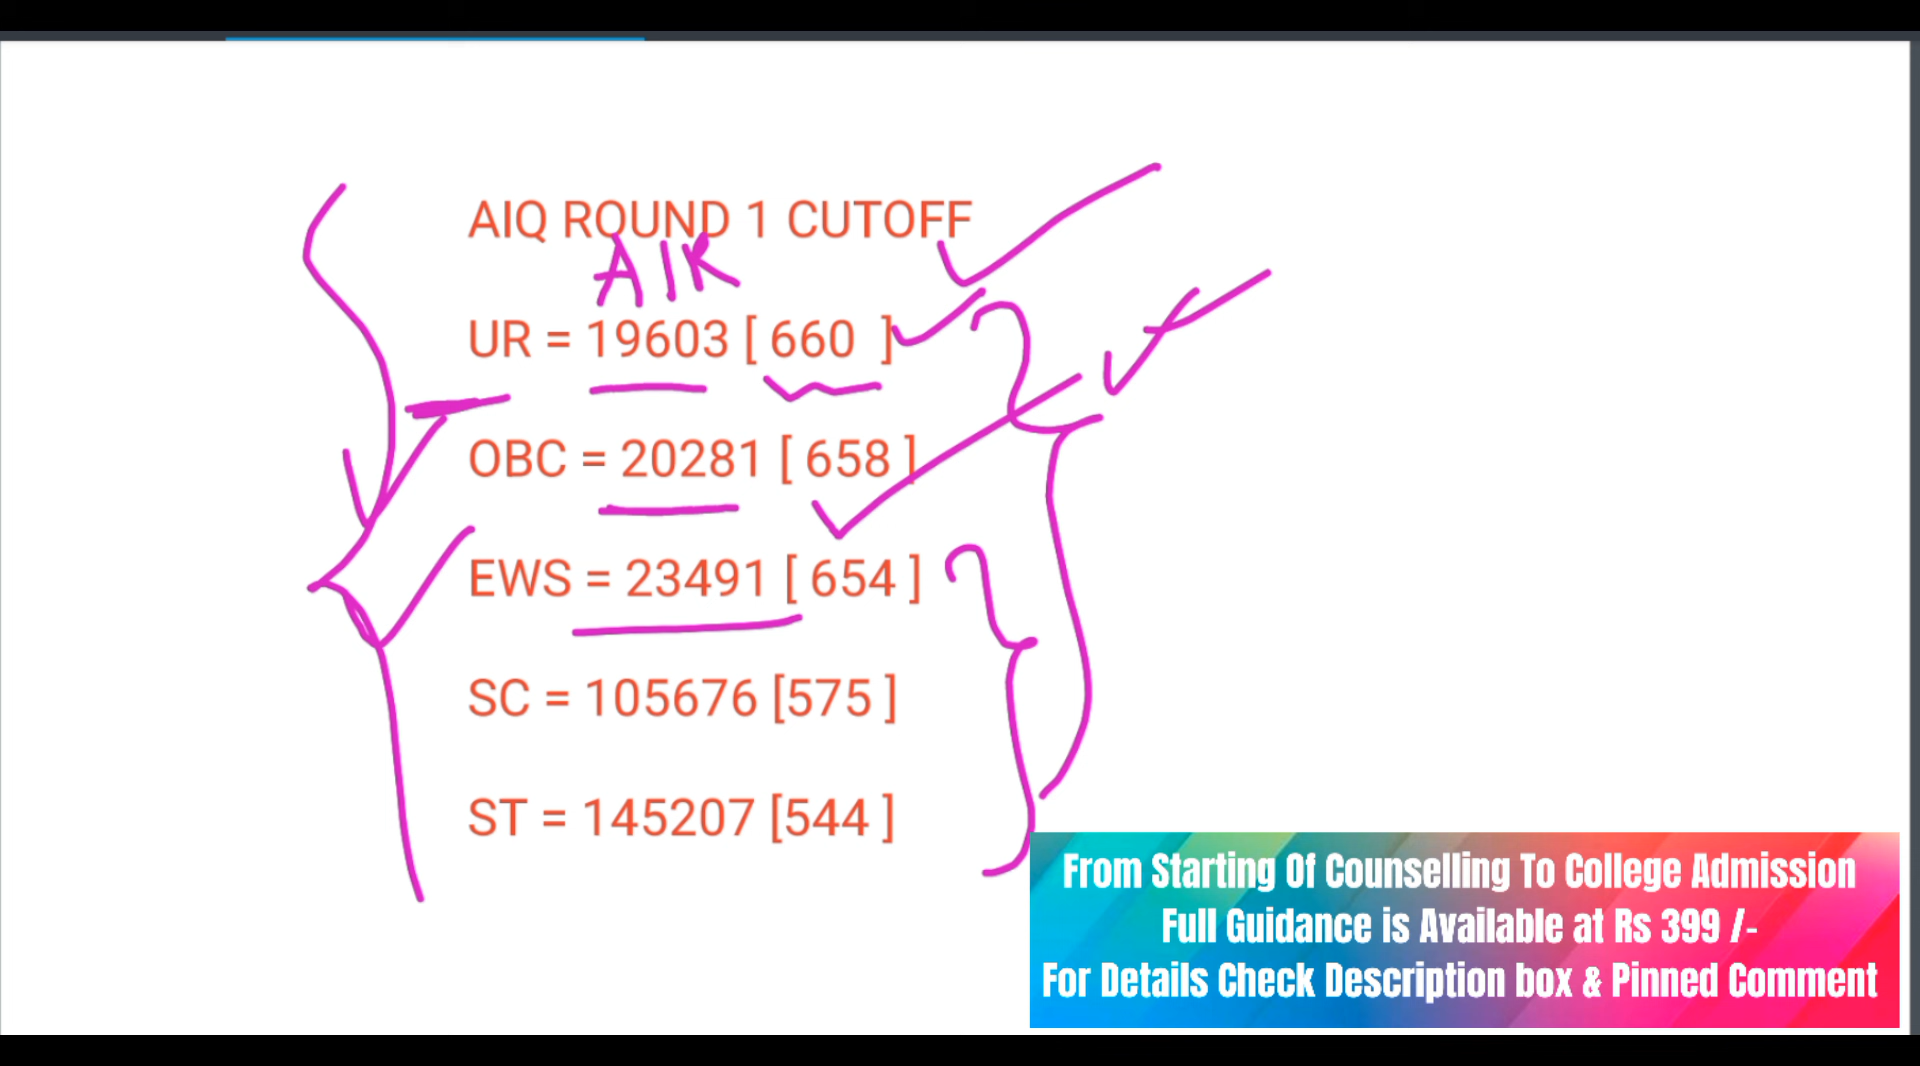 AIQ ROUND 1 CUTOFF
AIR
UR = 19603 [ 660 ]
OBC = 20281 [ 658 ]
EWS = 23491 [ 654 ]
SC = 105676 [575 ]
ST = 145207 [544 ]
From Starting Of Counselling To College Admission
Full Guidance is Available at Rs 399 /-
For Details Check Description box & Pinned Comment